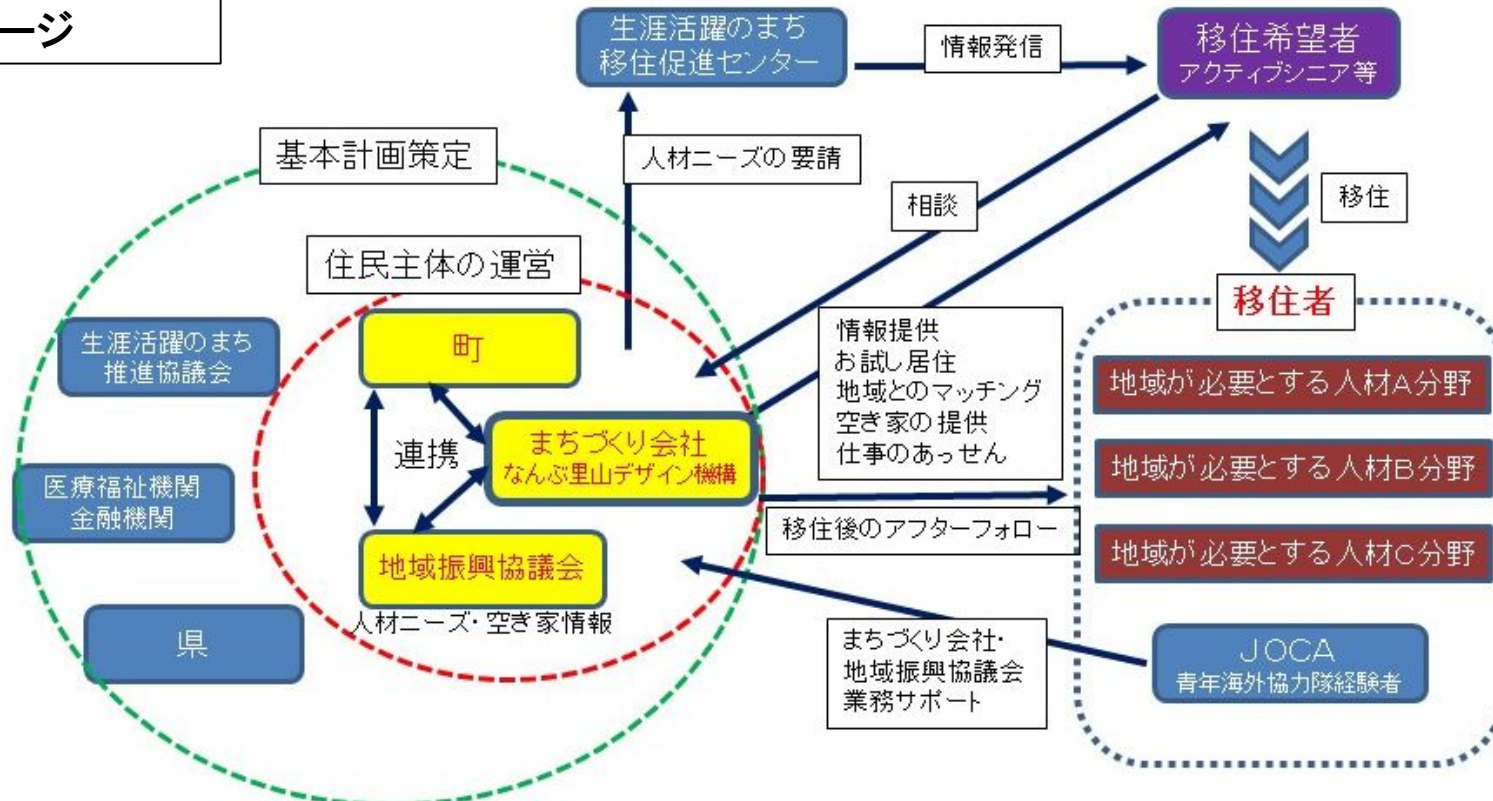 ージ
生涯活躍のまち
移住促進センター
情報発信
移住希望者
アクティブシニア等
基本計画策定
人材ニーズの要請
相談
移住
住民主体の運営
移住者
生涯活躍のまち
推進協議会
町
情報提供
お試し居住
地域とのマッチング
空き家の提供
仕事のあっせん
地域が必要とする人材A分野
連携
まちづくり会社
なんぶ里山デザイン機構
地域が必要とする人材B分野
医療福祉機関
金融機関
移住後のアフターフォロー
地域が必要とする人材C分野
地域振興協議会
人材ニーズ・空き家情報
県
まちづくり会社・
地域振興協議会
業務サポート
JOCA
青年海外協力隊経験者